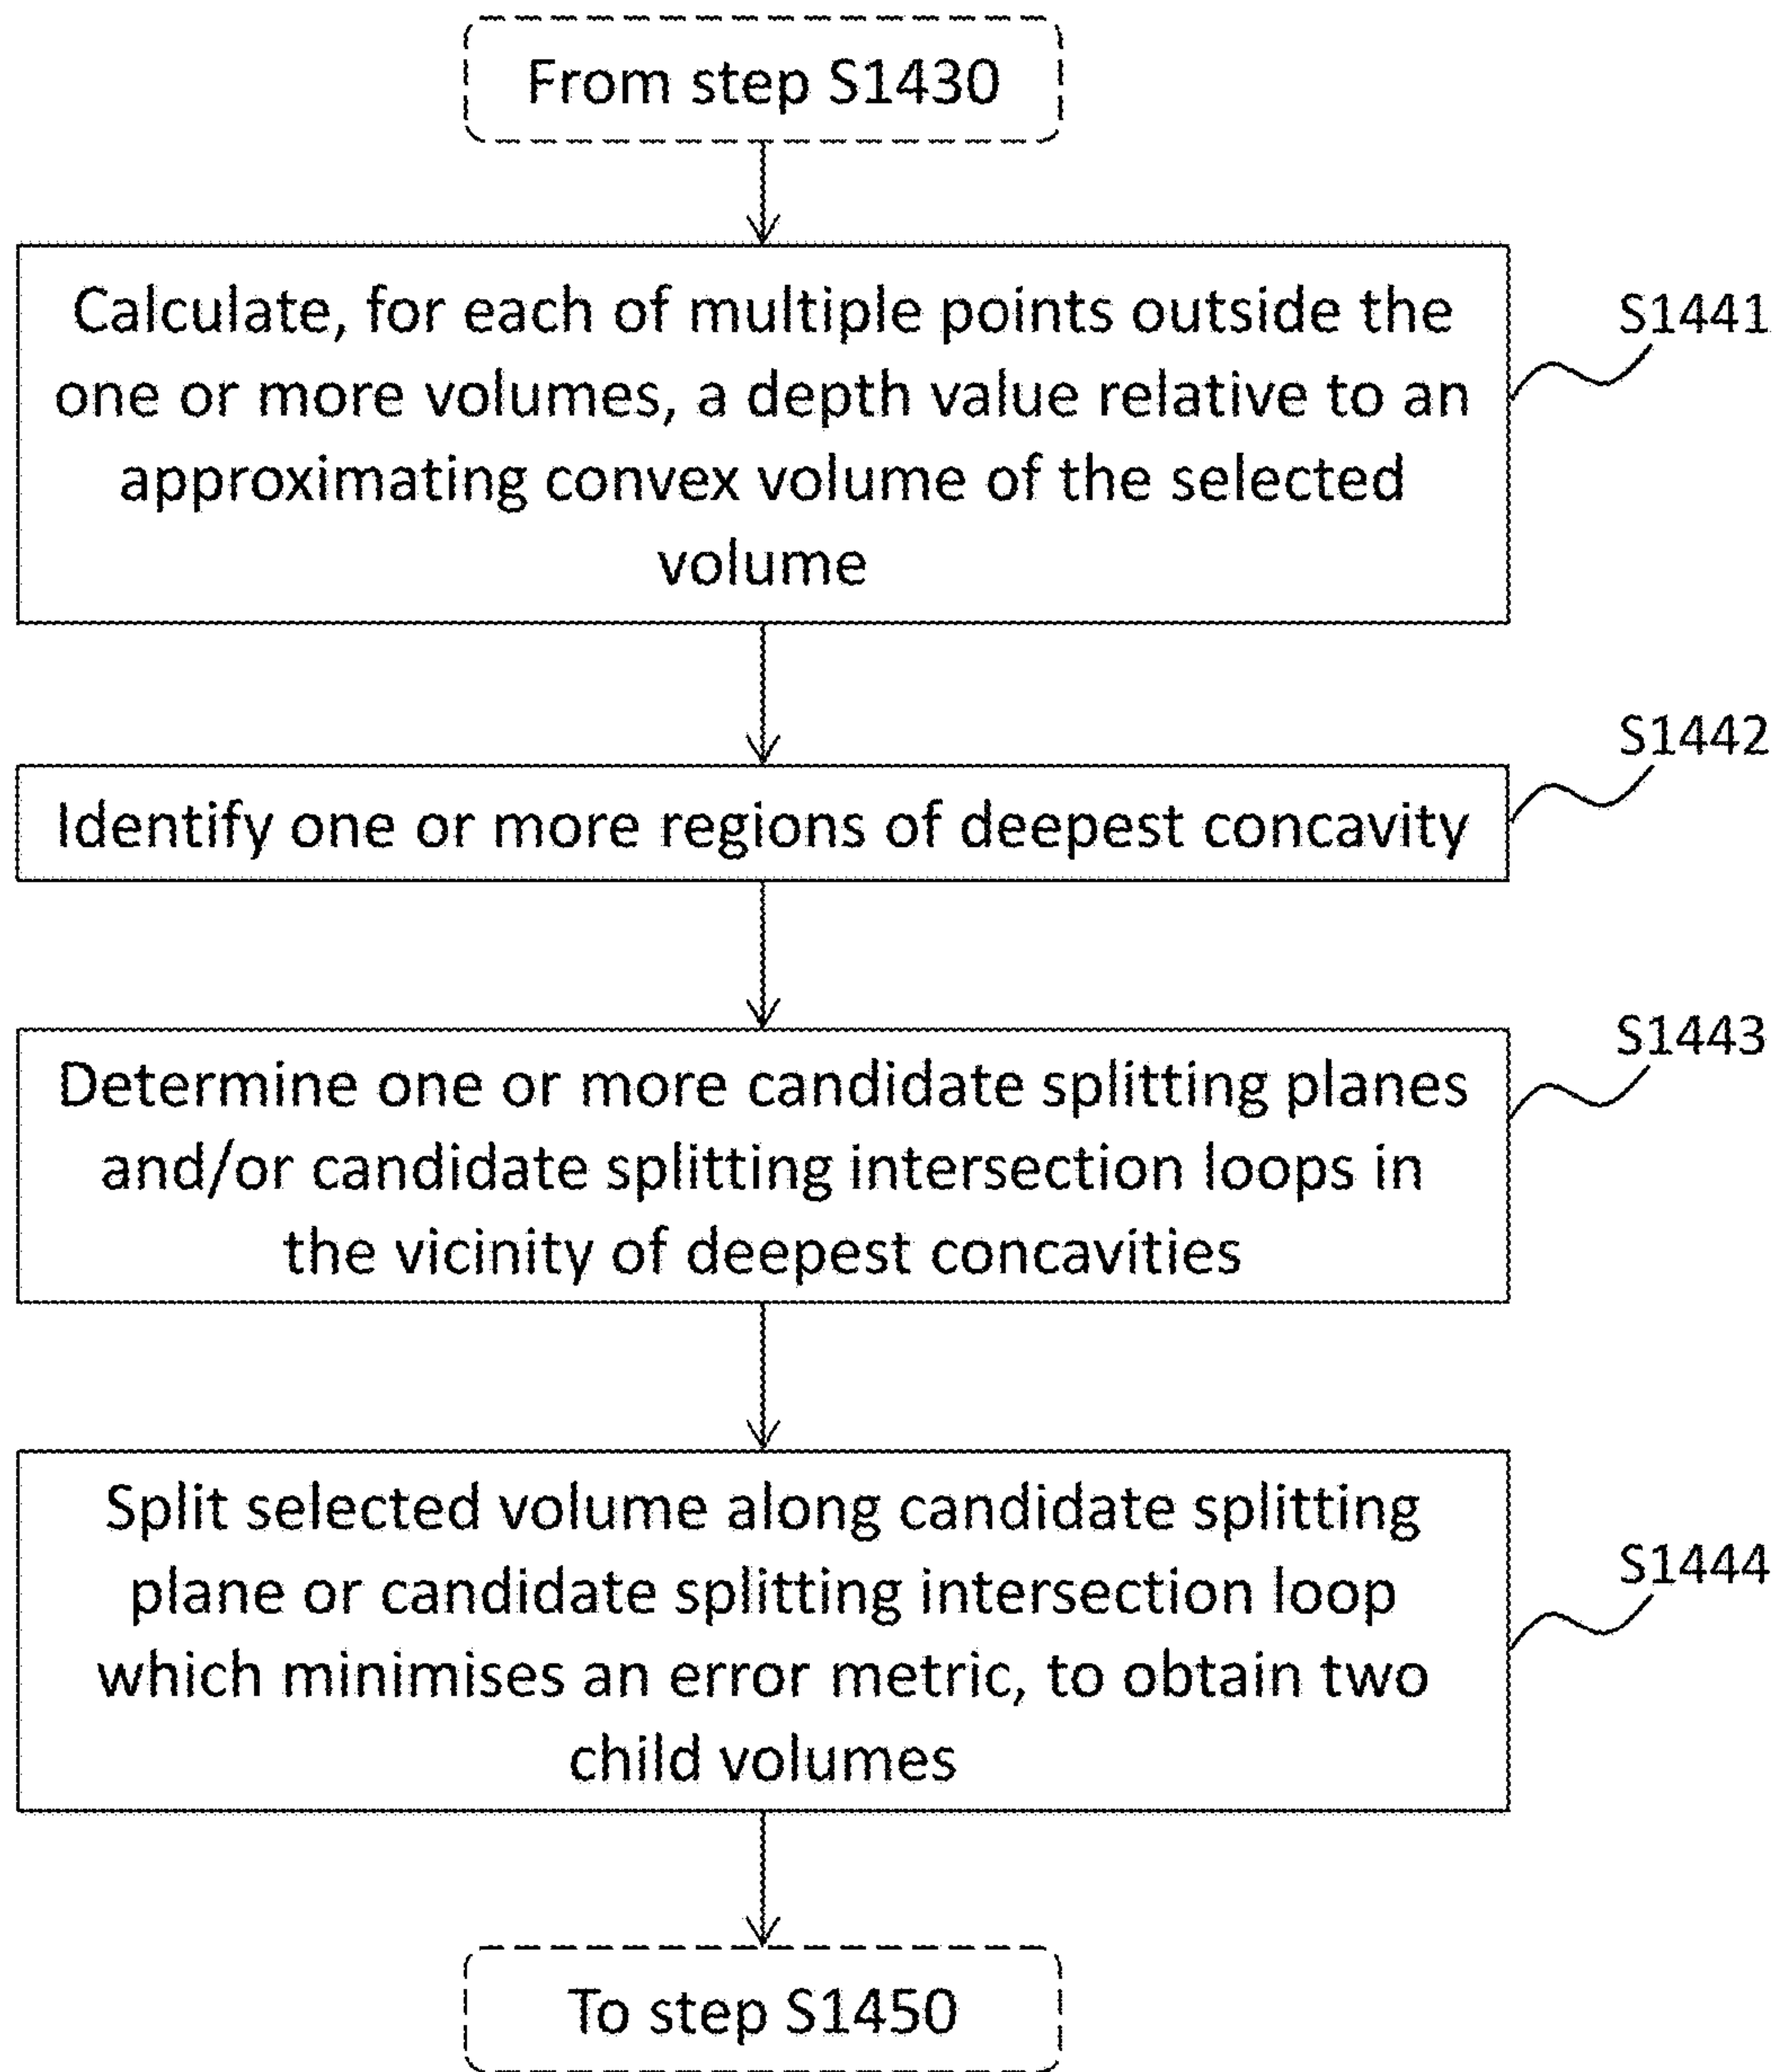 From step S1430
Calculate, for each of multiple points outside the
one or more volumes, a depth value relative to an
approximating convex volume of the selected
volume
S1441
Identify one or more regions of deepest concavity
S1442
Determine one or more candidate splitting planes
and/or candidate splitting intersection loops in
the vicinity of deepest concavities
S1443
Split selected volume along candidate splitting
plane or candidate splitting intersection loop
which minimises an error metric, to obtain two
child volumes
S1444
To step S1450